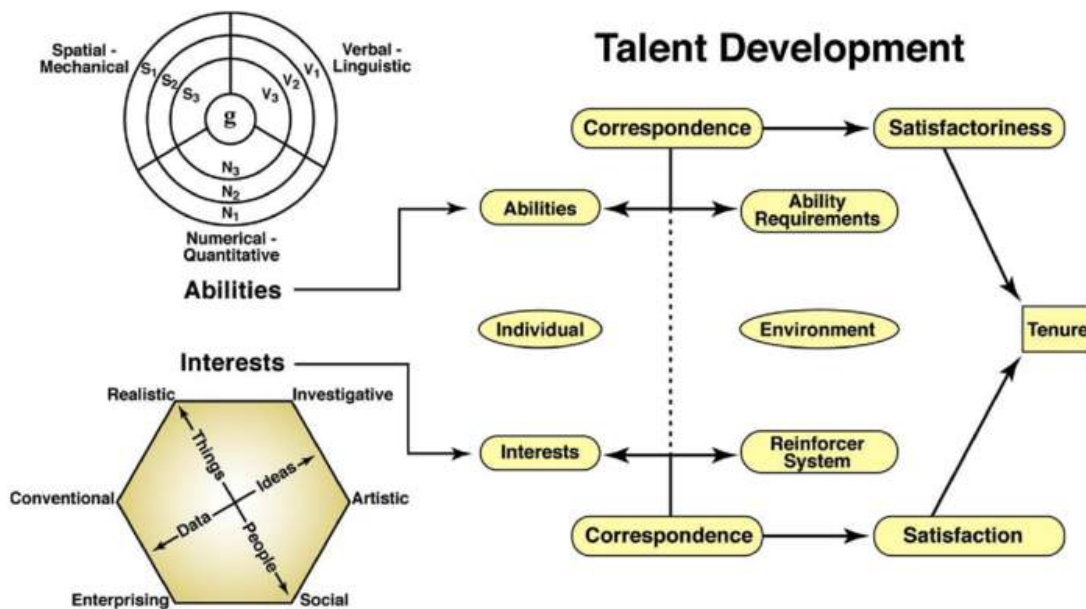 Talent Development
Spatial -
Mechanical
Verbal -
Linguistic
S1
S2
S3
V1
V2
V3
g
N3
N2
N1
Numerical -
Quantitative
Abilities
Interests
Realistic
Investigative
Conventional
Artistic
Enterprising
Social
Things
Ideas
Data
People
Correspondence
Satisfactoriness
Abilities
Ability
Requirements
Individual
Environment
Tenure
Interests
Reinforcer
System
Correspondence
Satisfaction